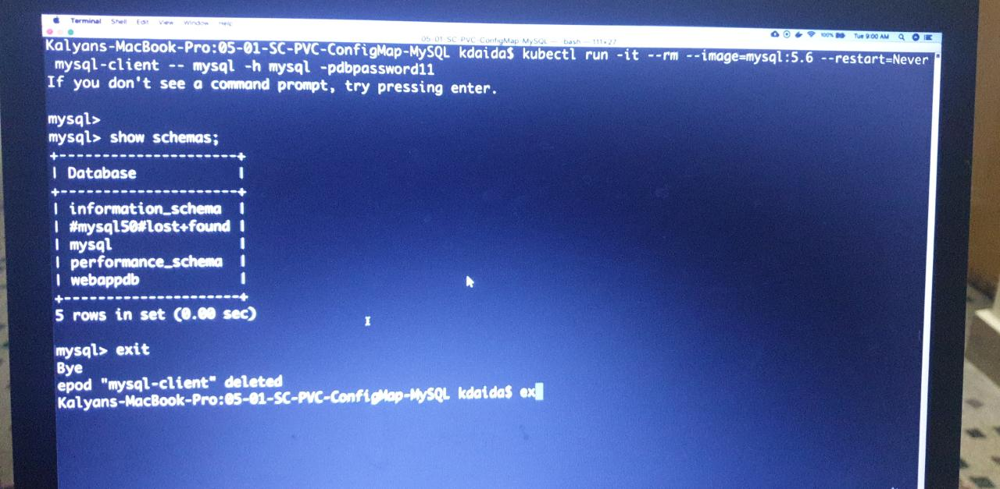 Terminal Shell Edit View Window Help
100% Tue 9:00 AM
05-01-SC-PVC-ConfigMap-MySQL — -bash — 111×27
Kalyans-MacBook-Pro:05-01-SC-PVC-ConfigMap-MySQL kdaida$ kubectl run -it --rm --image=mysql:5.6 --restart=Never
mysql-client -- mysql -h mysql -pdbpassword11
If you don't see a command prompt, try pressing enter.
mysql>
mysql> show schemas;
+--------------------+
| Database           |
+--------------------+
| information_schema |
| #mysql50#lost+found |
| mysql              |
| performance_schema |
| webappdb           |
+--------------------+
5 rows in set (0.00 sec)
mysql> exit
Bye
epod "mysql-client" deleted
Kalyans-MacBook-Pro:05-01-SC-PVC-ConfigMap-MySQL kdaida$ ex